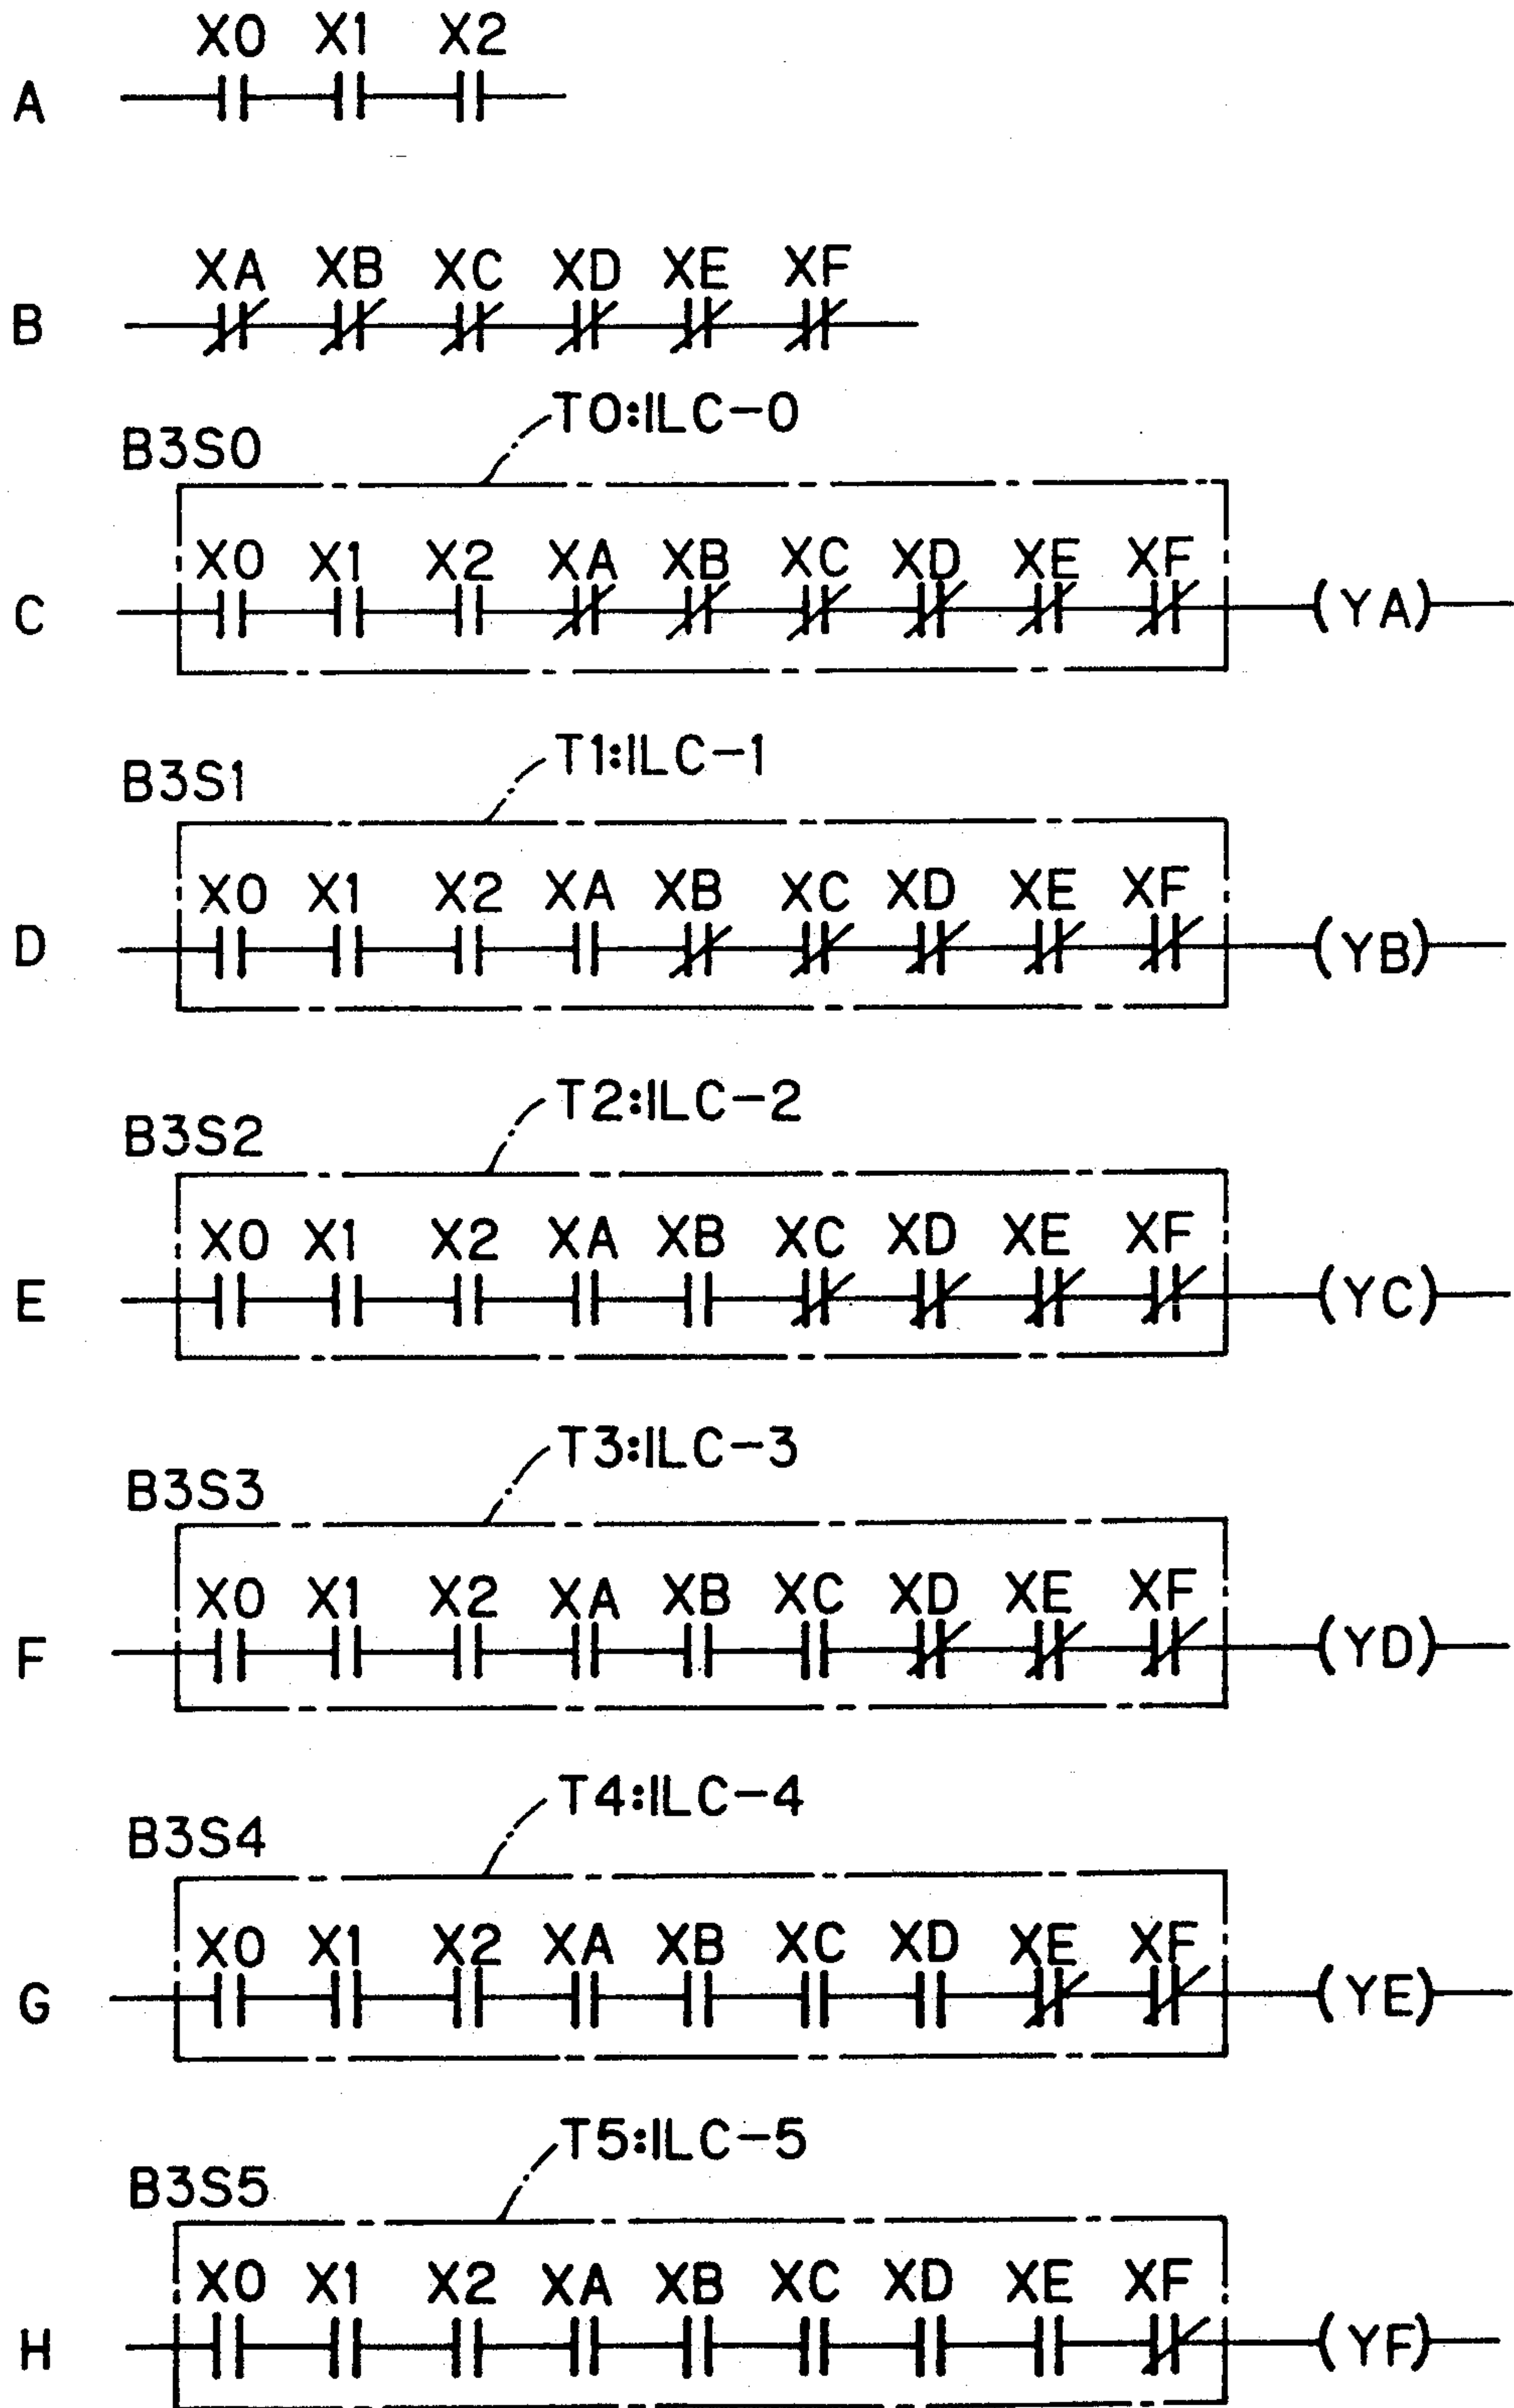 X0 X1 X2
A
XA XB XC XD XE XF
B
T0:ILC-0
B3S0
X0 X1 X2 XA XB XC XD XE XF
C (YA)
T1:ILC-1
B3S1
X0 X1 X2 XA XB XC XD XE XF
D (YB)
T2:ILC-2
B3S2
X0 X1 X2 XA XB XC XD XE XF
E (YC)
T3:ILC-3
B3S3
X0 X1 X2 XA XB XC XD XE XF
F (YD)
T4:ILC-4
B3S4
X0 X1 X2 XA XB XC XD XE XF
G (YE)
T5:ILC-5
B3S5
X0 X1 X2 XA XB XC XD XE XF
H (YF)